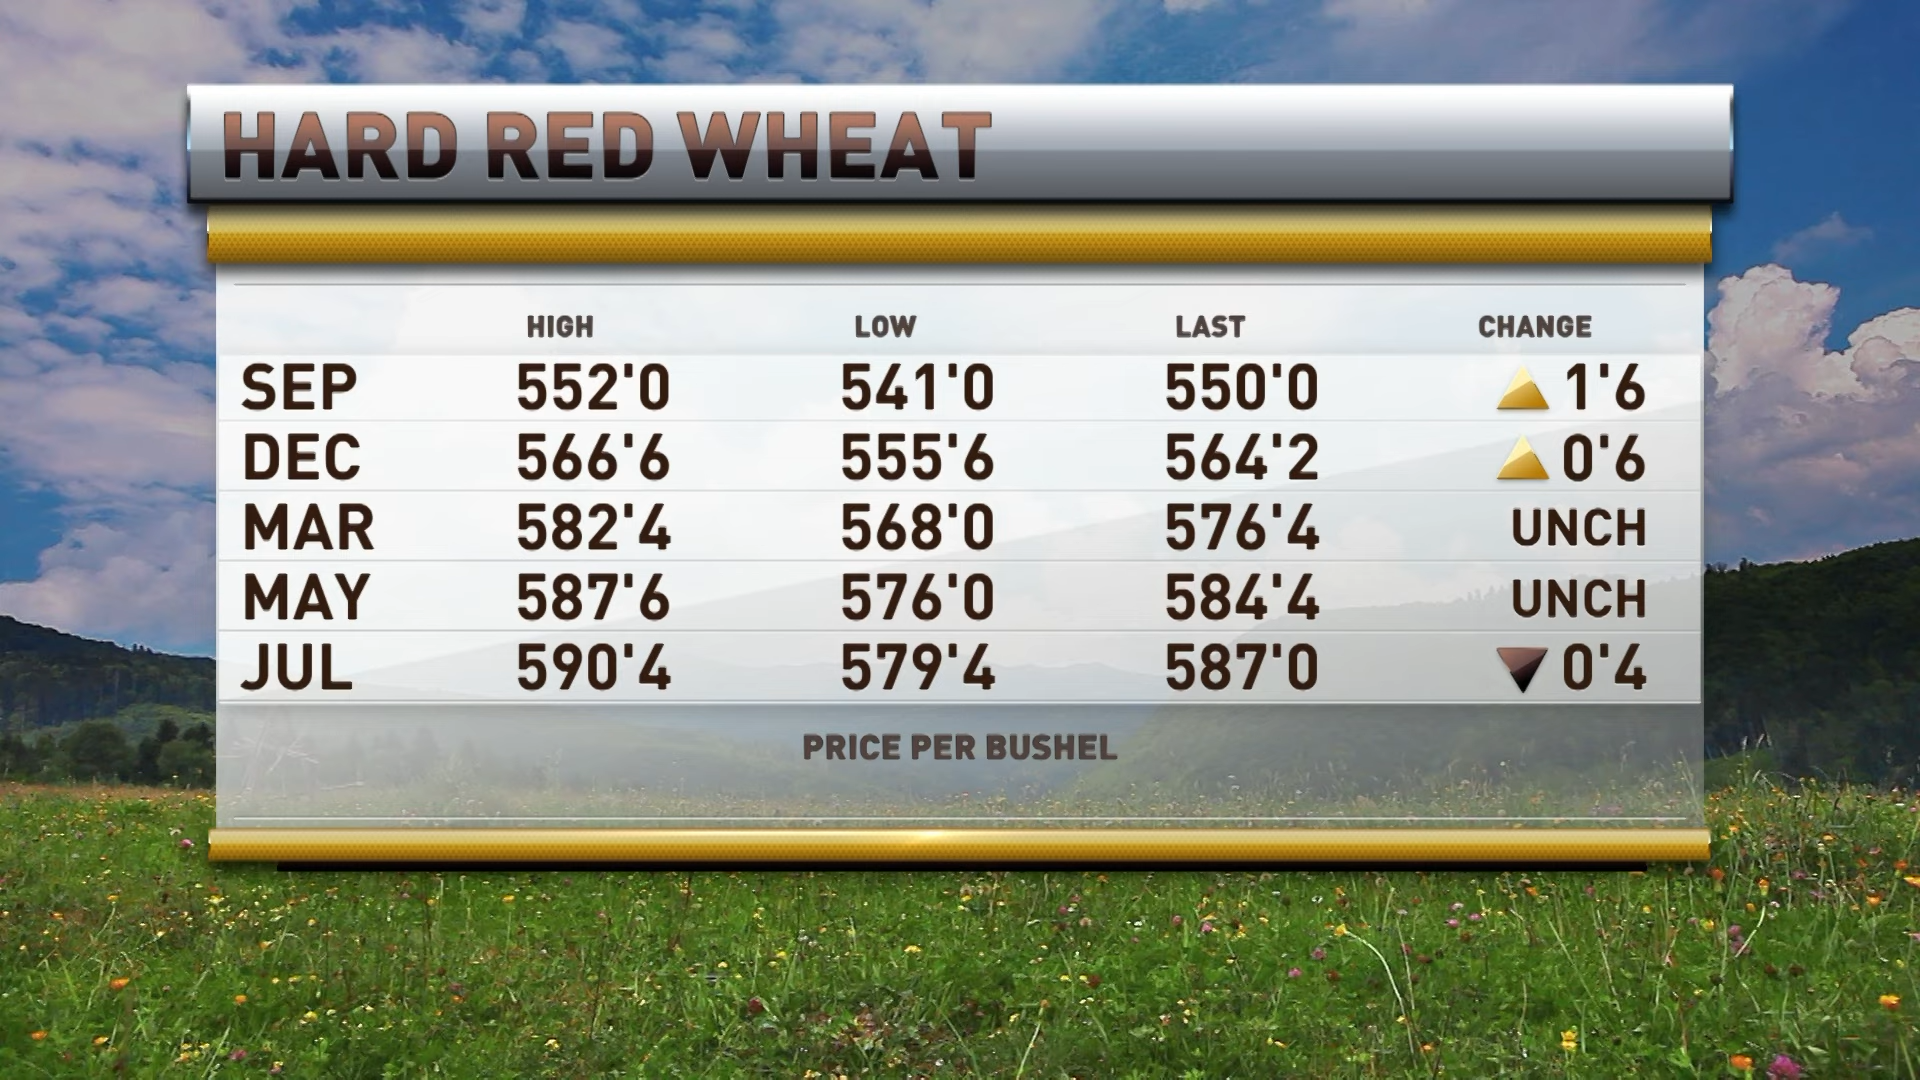 HARD RED WHEAT
HIGH LOW LAST CHANGE
SEP 552'0 541'0 550'0 1'6
DEC 566'6 555'6 564'2 0'6
MAR 582'4 568'0 576'4 UNCH
MAY 587'6 576'0 584'4 UNCH
JUL 590'4 579'4 587'0 0'4
PRICE PER BUSHEL